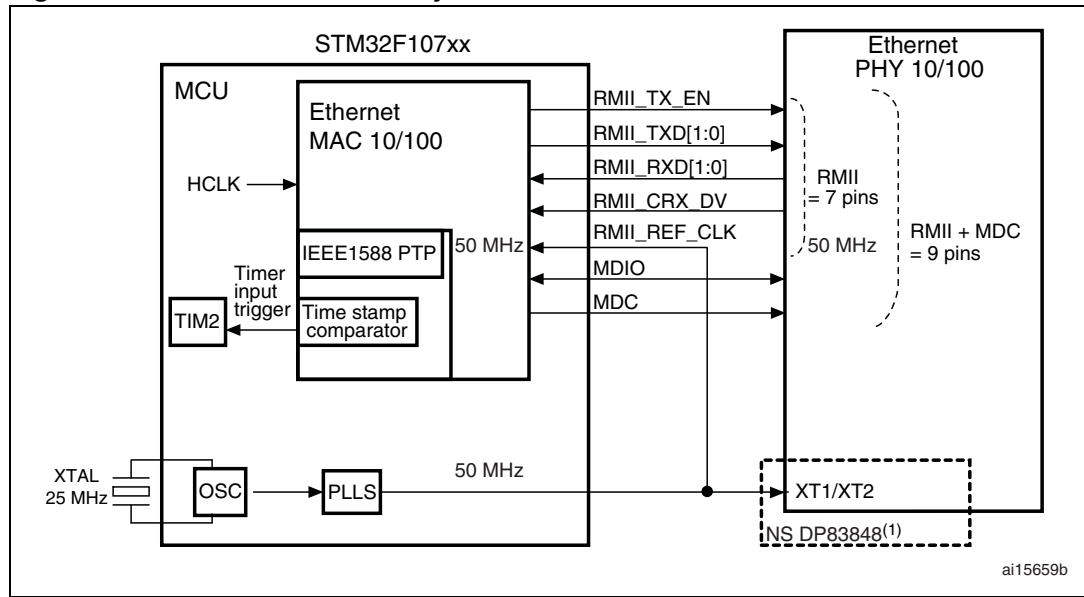 STM32F107xx
MCU
Ethernet
MAC 10/100
HCLK
IEEE1588 PTP
50 MHz
Timer
input
trigger
TIM2
Time stamp
comparator
XTAL
25 MHz
OSC
PLLS
50 MHz
RMII_TX_EN
RMII_TXD[1:0]
RMII_RXD[1:0]
RMII_CRX_DV
RMII_REF_CLK
MDIO
MDC
Ethernet
PHY 10/100
RMII
= 7 pins
50 MHz
RMII + MDC
= 9 pins
XT1/XT2
NS DP83848(1)
ai15659b